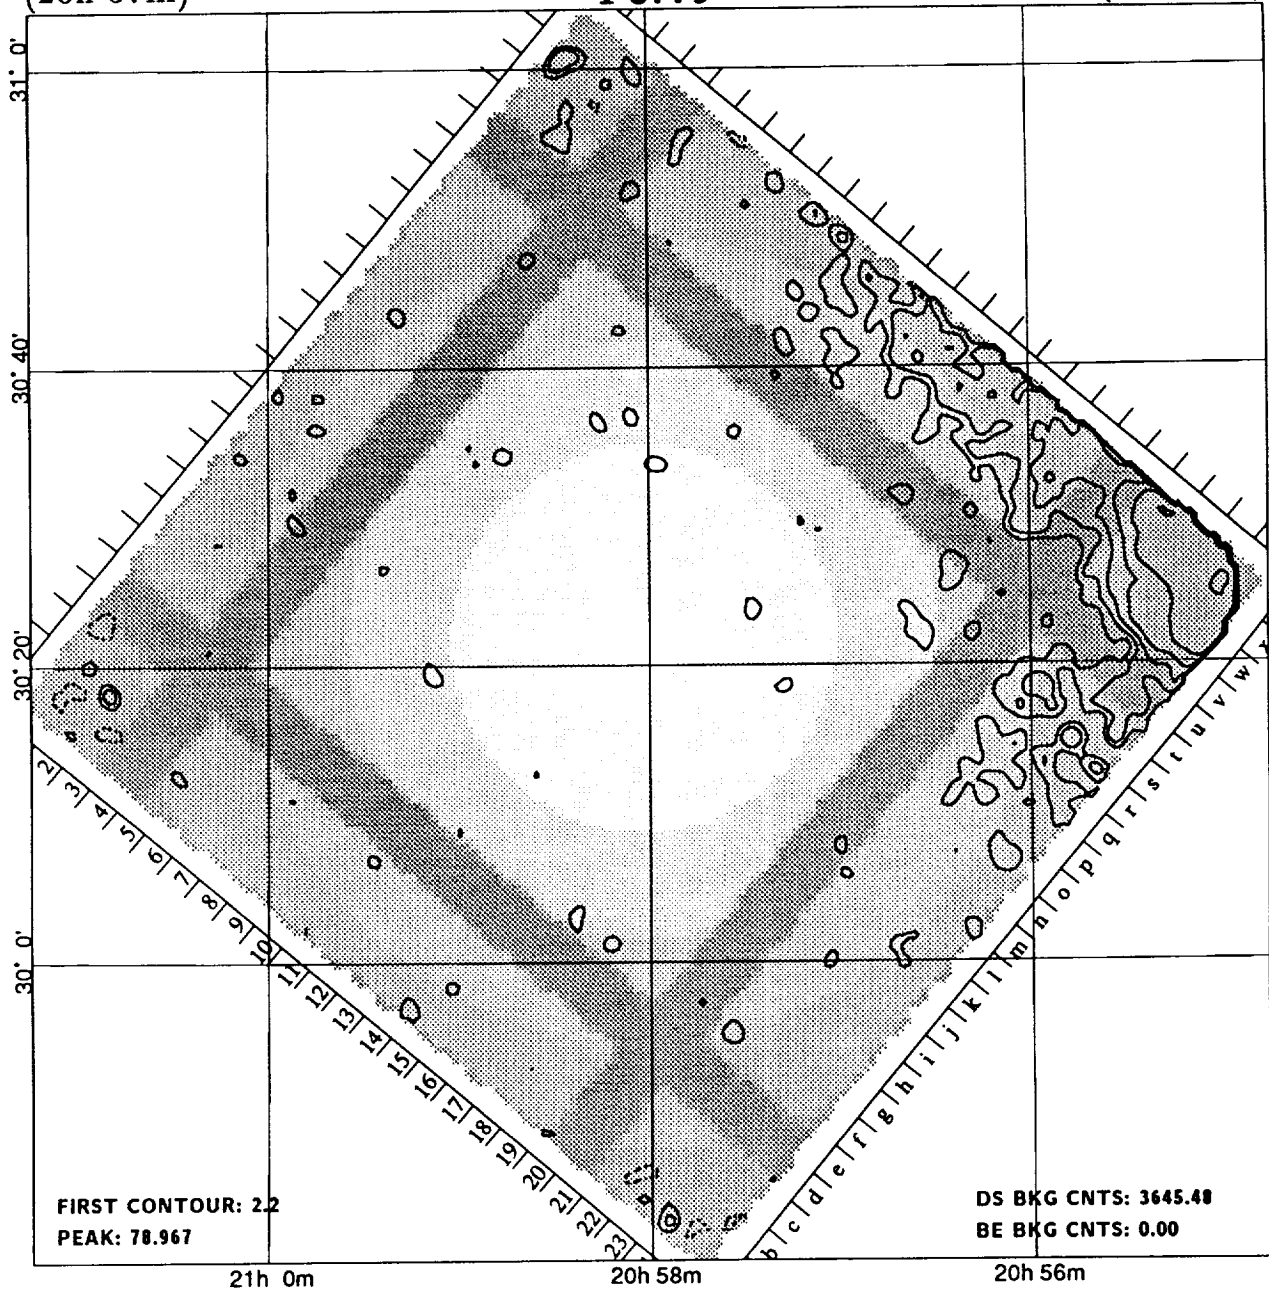 31° 0'
30° 40'
30° 20'
30° 0'
2 3 4 5 6 7 8 9 10 11 12 13 14 15 16 17 18 19 20 21 22 23
b c d e f g h i j k l m n o p q r s t u v w
FIRST CONTOUR: 2.2
PEAK: 78.967
DS BKG CNTS: 3645.48
BE BKG CNTS: 0.00
21h 0m 20h 58m 20h 56m